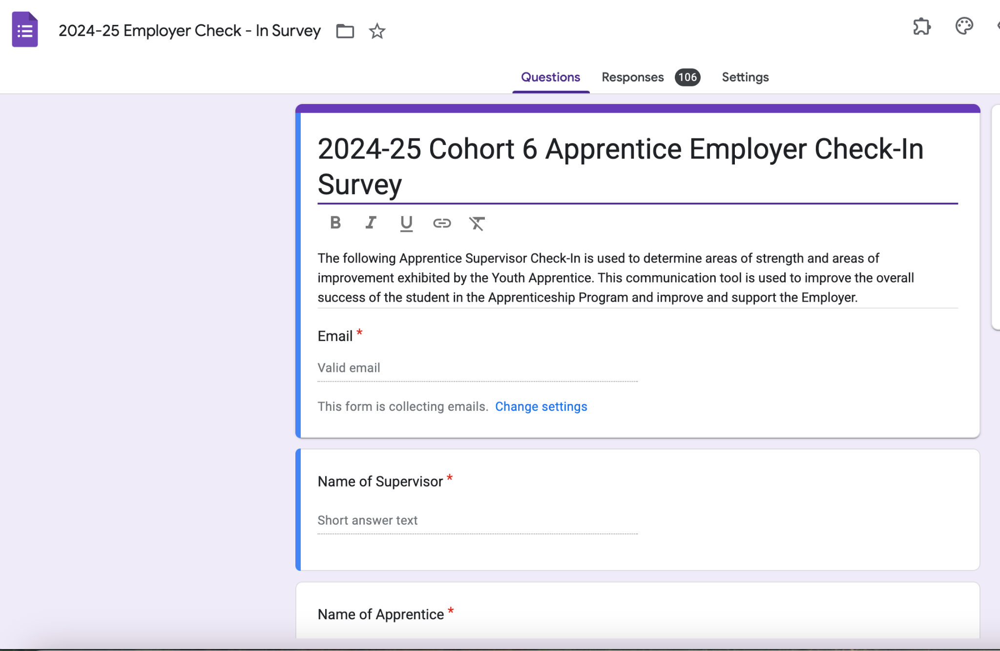 2024-25 Employer Check - In Survey
Questions
Responses 106
Settings
2024-25 Cohort 6 Apprentice Employer Check-In
Survey
B I U
The following Apprentice Supervisor Check-In is used to determine areas of strength and areas of
improvement exhibited by the Youth Apprentice. This communication tool is used to improve the overall
success of the student in the Apprenticeship Program and improve and support the Employer.
Email *
Valid email
This form is collecting emails. Change settings
Name of Supervisor *
Short answer text
Name of Apprentice *